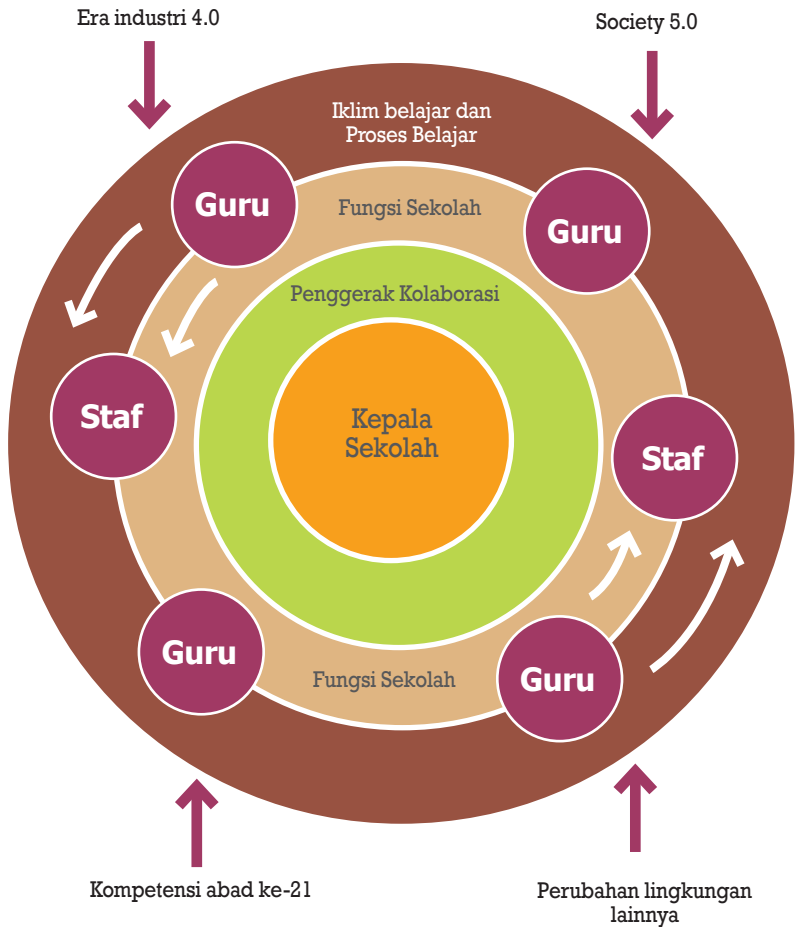 Era industri 4.0
Society 5.0
Iklim belajar dan
Proses Belajar
Guru
Fungsi Sekolah
Guru
Penggerak Kolaborasi
Staf
Kepala
Sekolah
Staf
Guru
Fungsi Sekolah
Guru
Kompetensi abad ke-21
Perubahan lingkungan
lainnya